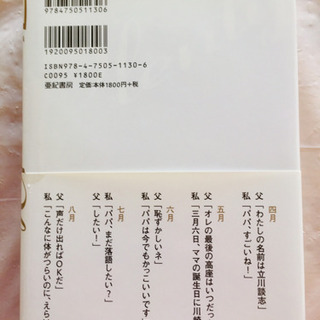 9784750511306
1920095018003
ISBN978-4-7505-1130-6
C0095 ¥1800E
亜紀書房 定価:本体1800円+税
四月
父「わたしの名前は立川談志」
私「パパ、すごいね!」
五月
父「オレの最後の高座はいつだっ
私「三月六日、ママの誕生日に川崎
六月
父「恥ずかしいネ」
私「パパは今でもかっこいいです」
七月
私「パパ、まだ落語したい?」
父「したい!」
八月
父「声だけ出ればOKだ」
私「こんなに体がつらいのに、えら